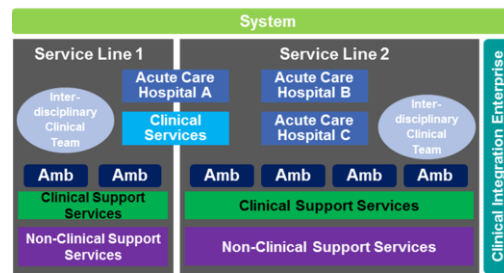 System
Service Line 1
Service Line 2
Acute Care
Hospital A
Acute Care
Hospital B
Inter-
disciplinary
Clinical
Team
Clinical
Services
Acute Care
Hospital C
Inter-
disciplinary
Clinical
Team
Amb
Amb
Amb
Amb
Amb
Amb
Clinical Support
Services
Clinical Support Services
Non-Clinical Support
Services
Non-Clinical Support Services
Clinical Integration Enterprise